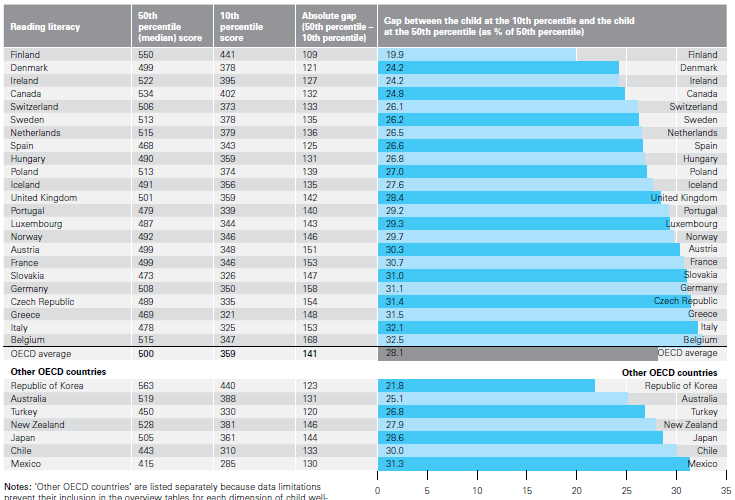 Reading literacy 50th percentile (median) score 10th percentile score Absolute gap (50th percentile – 10th percentile) Gap between the child at the 10th percentile and the child at the 50th percentile (as % of 50th percentile)
Finland 550 441 109 19.9 Finland
Denmark 499 378 121 24.2 Denmark
Ireland 522 395 127 24.2 Ireland
Canada 534 402 132 24.8 Canada
Switzerland 506 373 133 26.1 Switzerland
Sweden 513 378 135 26.2 Sweden
Netherlands 515 379 136 26.5 Netherlands
Spain 468 343 125 26.6 Spain
Hungary 490 359 131 26.8 Hungary
Poland 513 374 139 27.0 Poland
Iceland 491 356 135 27.6 Iceland
United Kingdom 501 359 142 28.4 United Kingdom
Portugal 479 339 140 29.2 Portugal
Luxembourg 487 344 143 29.3 Luxembourg
Norway 492 346 146 29.7 Norway
Austria 499 348 151 30.3 Austria
France 499 346 153 30.7 France
Slovakia 473 326 147 31.0 Slovakia
Germany 508 350 158 31.1 Germany
Czech Republic 489 335 154 31.4 Czech Republic
Greece 469 321 148 31.5 Greece
Italy 478 325 153 32.1 Italy
Belgium 515 347 168 32.5 Belgium
OECD average 500 359 141 28.1 OECD average
Other OECD countries Other OECD countries
Republic of Korea 563 440 123 21.8 Republic of Korea
Australia 519 388 131 25.1 Australia
Turkey 450 330 120 26.8 Turkey
New Zealand 528 381 146 27.9 New Zealand
Japan 505 361 144 28.6 Japan
Chile 443 310 133 30.0 Chile
Mexico 415 285 130 31.3 Mexico
Notes: 'Other OECD countries' are listed separately because data limitations
0 5 10 15 20 25 30 35
prevent their inclusion in the overview tables for each dimension of child well-